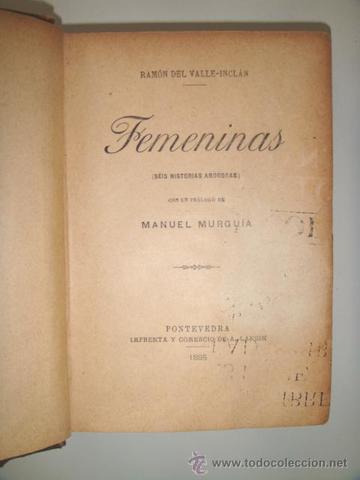 RAMÓN DEL VALLE-INCLÁN
Femeninas
(SEIS HISTORIAS AMOROSAS)
CON UN PRÓLOGO DE
MANUEL MURGUÍA
PONTEVEDRA
IMPRENTA Y COMERCIO DE A. LANDÍN
1895
todocoleccion
www.todocoleccion.net